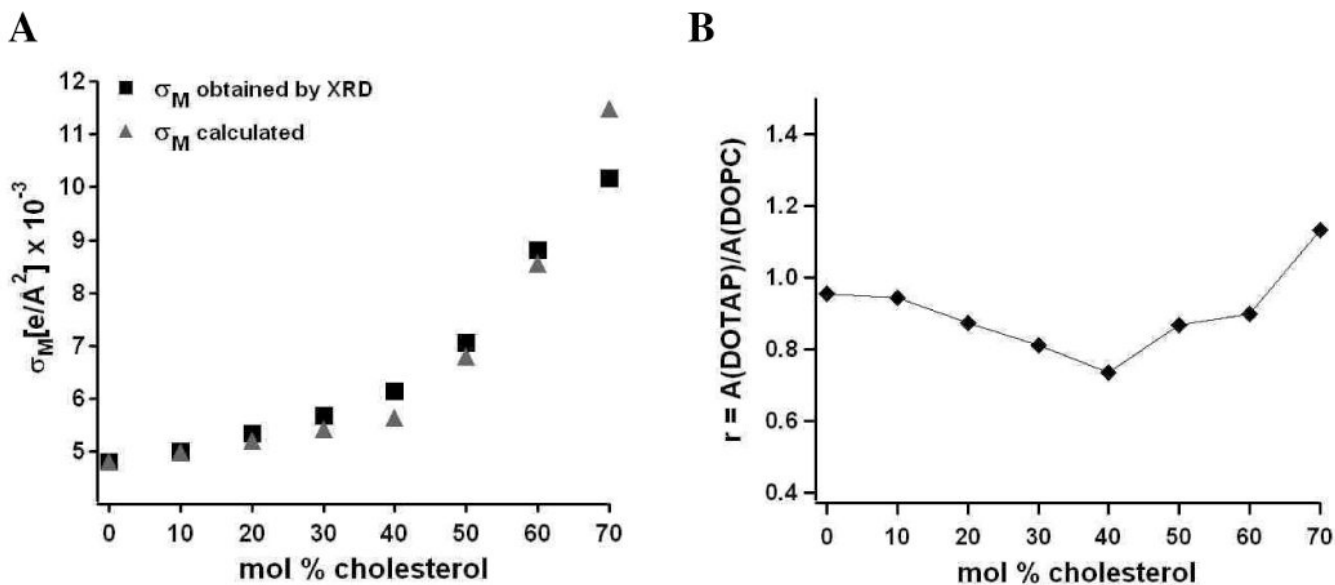 A
σM[e/Å²] x 10⁻³
12
11
10
9
8
7
6
5
σM obtained by XRD
σM calculated
0 10 20 30 40 50 60 70
mol % cholesterol
B
r = A(DOTAP)/A(DOPC)
1.4
1.2
1.0
0.8
0.6
0.4
0 10 20 30 40 50 60 70
mol % cholesterol